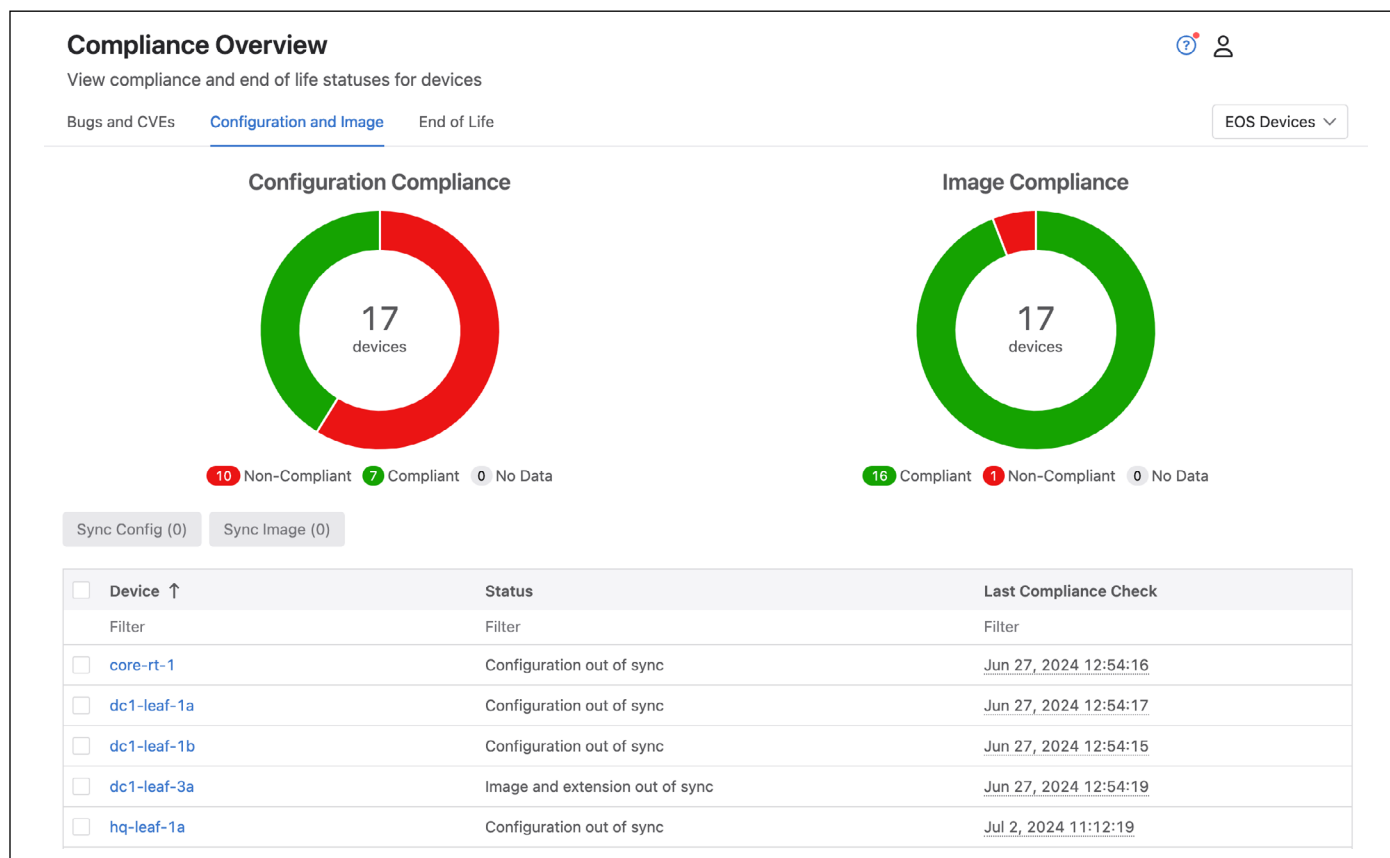 Compliance Overview
?
View compliance and end of life statuses for devices
Bugs and CVEs Configuration and Image End of Life EOS Devices
Configuration Compliance Image Compliance
17 17
devices devices
10 Non-Compliant 7 Compliant 0 No Data 16 Compliant 1 Non-Compliant 0 No Data
Sync Config (0) Sync Image (0)
Device ↑ Status Last Compliance Check
Filter Filter Filter
core-rt-1 Configuration out of sync Jun 27, 2024 12:54:16
dc1-leaf-1a Configuration out of sync Jun 27, 2024 12:54:17
dc1-leaf-1b Configuration out of sync Jun 27, 2024 12:54:15
dc1-leaf-3a Image and extension out of sync Jun 27, 2024 12:54:19
hq-leaf-1a Configuration out of sync Jul 2, 2024 11:12:19